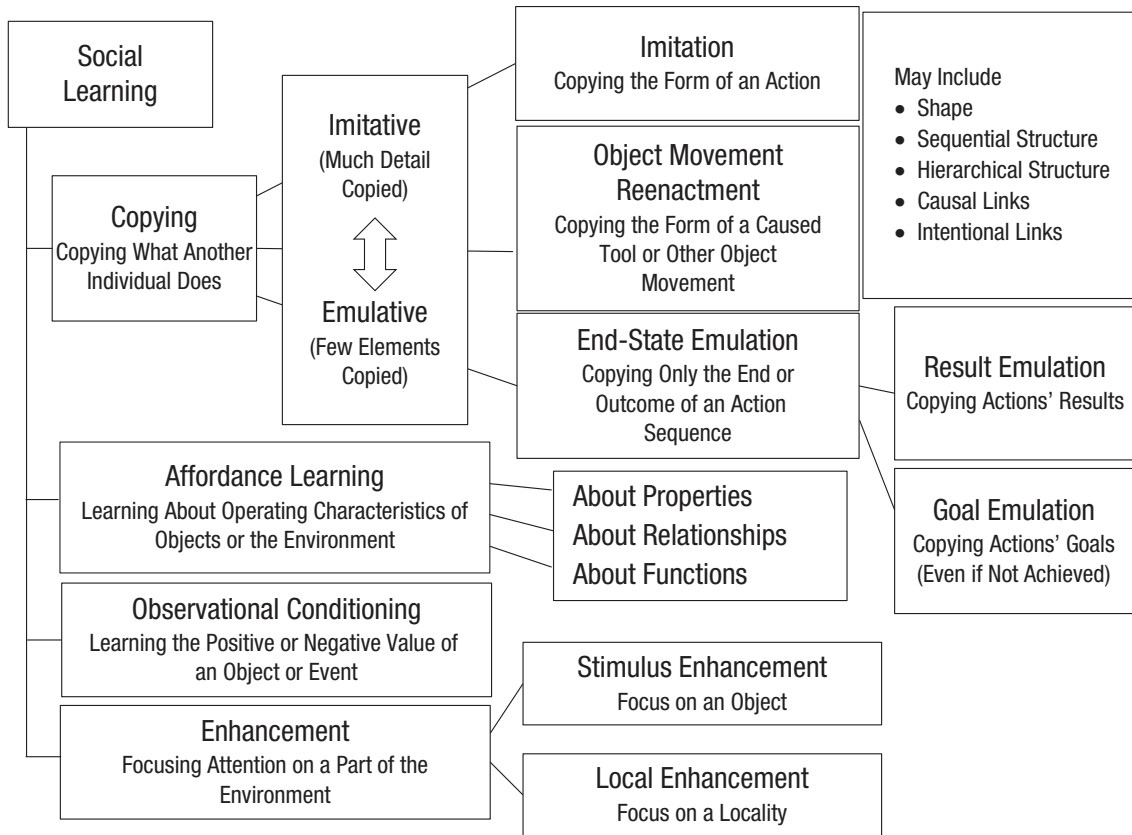 Social
Learning
Copying
Copying What Another
Individual Does
Imitative
(Much Detail
Copied)
Emulative
(Few Elements
Copied)
Imitation
Copying the Form of an Action
Object Movement
Reenactment
Copying the Form of a Caused
Tool or Other Object
Movement
End-State Emulation
Copying Only the End or
Outcome of an Action
Sequence
May Include
• Shape
• Sequential Structure
• Hierarchical Structure
• Causal Links
• Intentional Links
Result Emulation
Copying Actions’ Results
Goal Emulation
Copying Actions’ Goals
(Even if Not Achieved)
Affordance Learning
Learning About Operating Characteristics of
Objects or the Environment
About Properties
About Relationships
About Functions
Observational Conditioning
Learning the Positive or Negative Value of
an Object or Event
Enhancement
Focusing Attention on a Part of the
Environment
Stimulus Enhancement
Focus on an Object
Local Enhancement
Focus on a Locality